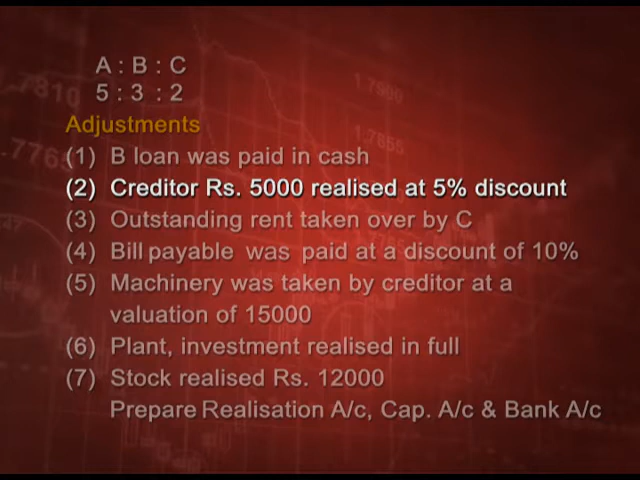 A : B : C
5 : 3 : 2
Adjustments
(1) B loan was paid in cash
(2) Creditor Rs. 5000 realised at 5% discount
(3) Outstanding rent taken over by C
(4) Bill payable was paid at a discount of 10%
(5) Machinery was taken by creditor at a
valuation of 15000
(6) Plant, investment realised in full
(7) Stock realised Rs. 12000
Prepare Realisation A/c, Cap. A/c & Bank A/c